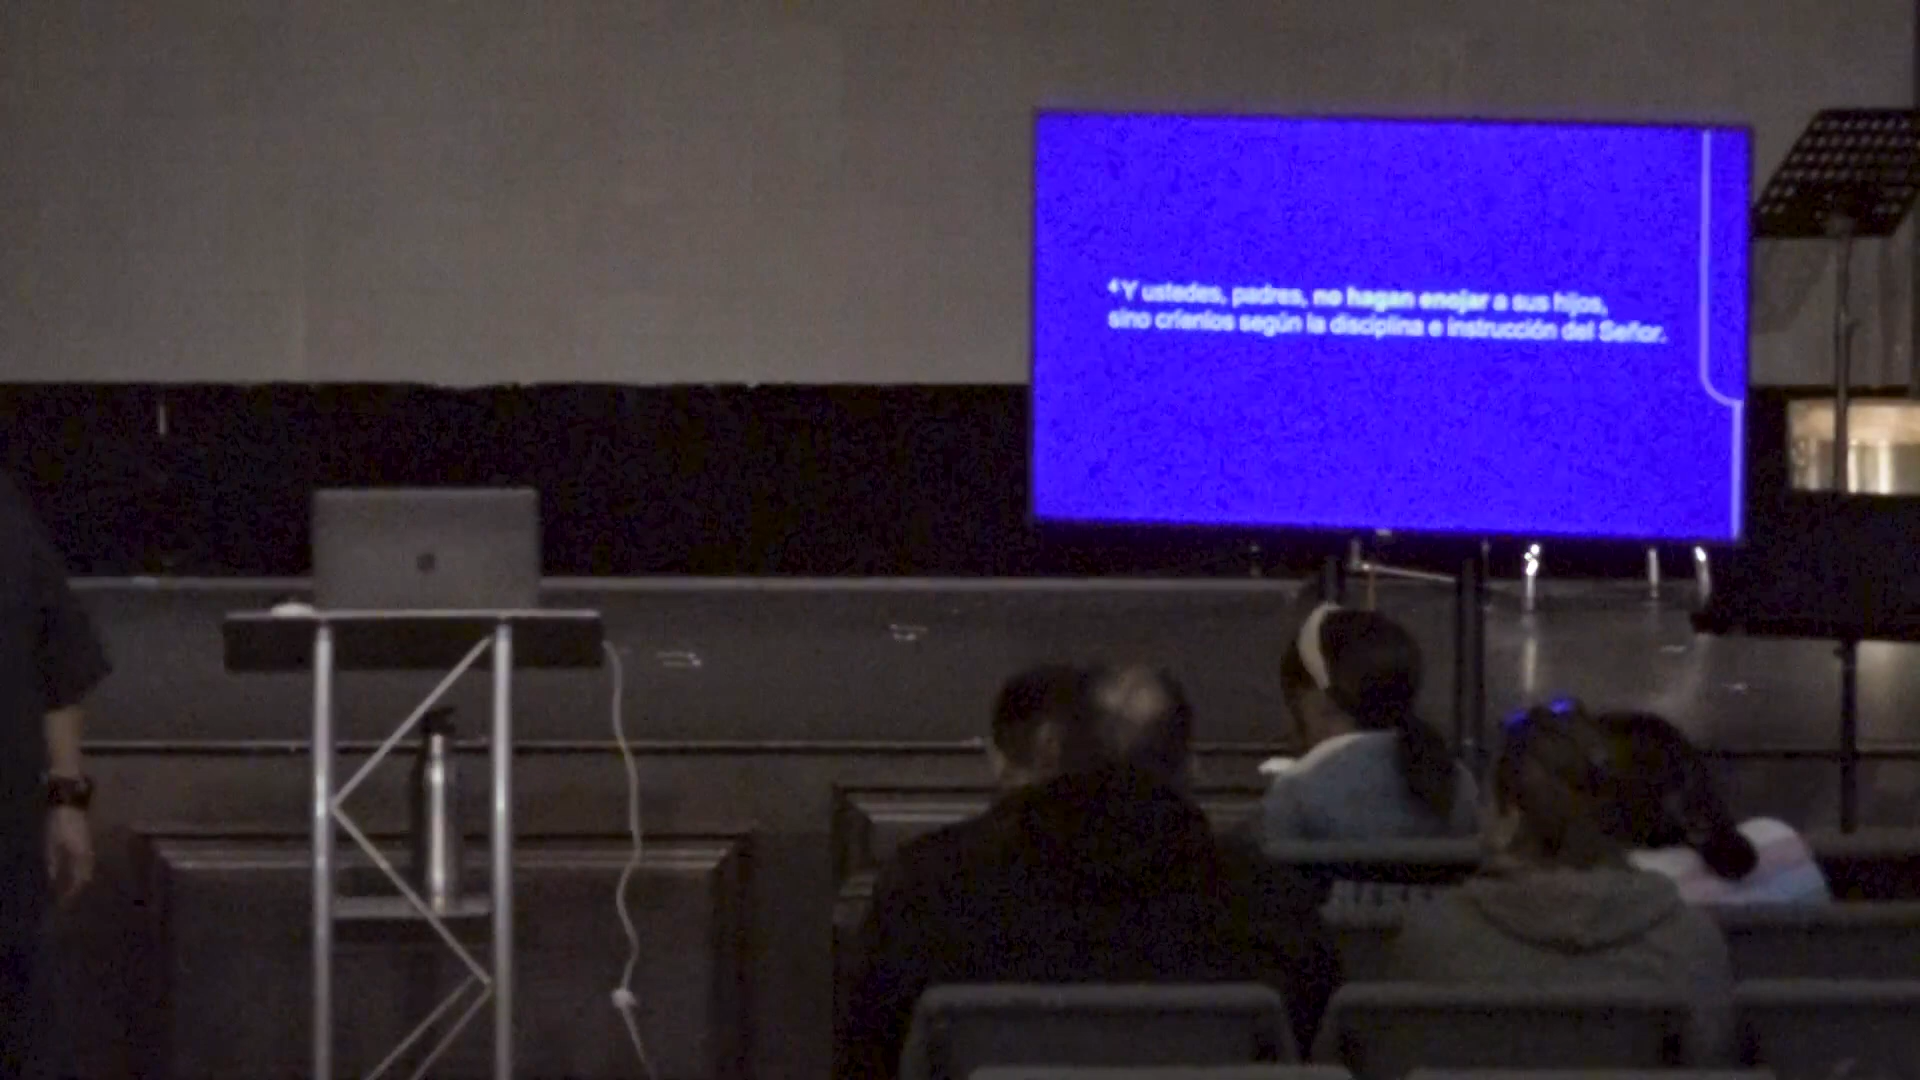 ⁴Y ustedes, padres, no hagan enojar a sus hijos,
sino críenlos según la disciplina e instrucción del Señor.